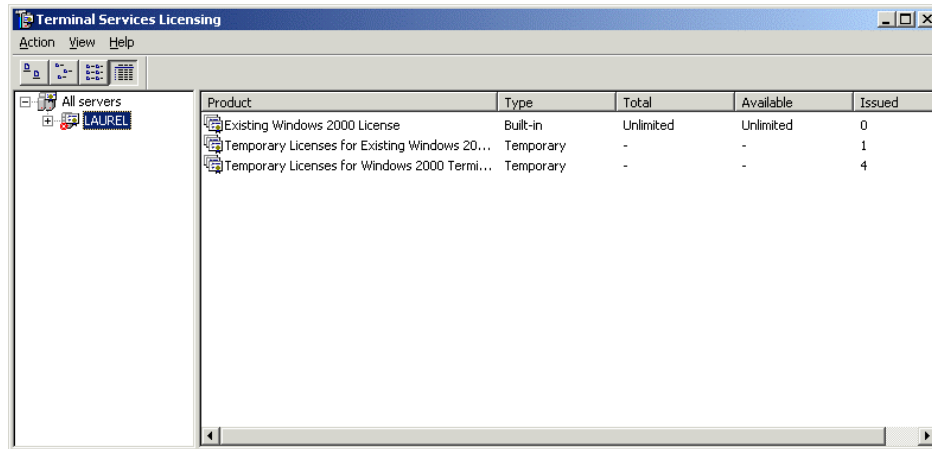 Terminal Services Licensing
Action View Help
All servers
LAUREL
Product Type Total Available Issued
Existing Windows 2000 License Built-in Unlimited Unlimited 0
Temporary Licenses for Existing Windows 20... Temporary - - 1
Temporary Licenses for Windows 2000 Termi... Temporary - - 4